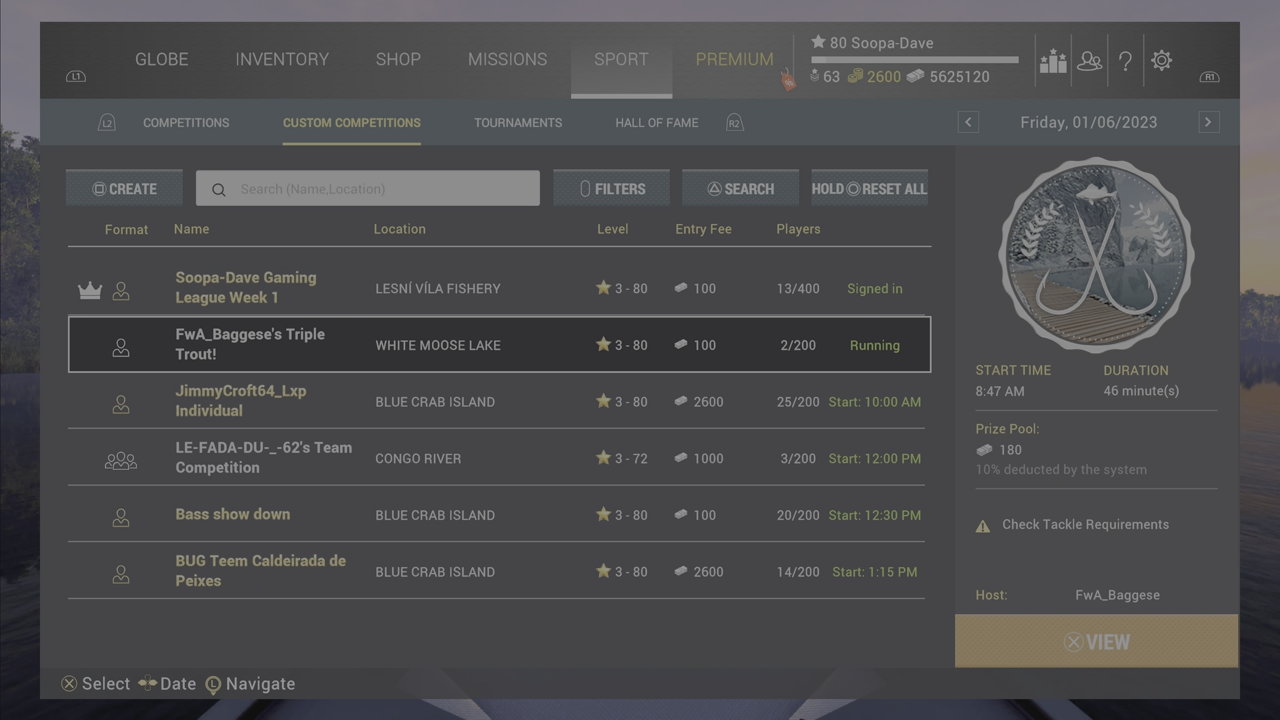 GLOBE INVENTORY SHOP MISSIONS SPORT PREMIUM
80 Soopa-Dave
63 2600 5625120
L1 R1
L2 COMPETITIONS CUSTOM COMPETITIONS TOURNAMENTS HALL OF FAME R2
Friday, 01/06/2023
CREATE Search (Name,Location) FILTERS SEARCH HOLD RESET ALL
Format Name Location Level Entry Fee Players
Soopa-Dave Gaming
League Week 1
LESNÍ VÍLA FISHERY 3 - 80 100 13/400 Signed in
FwA_Baggese's Triple
Trout!
WHITE MOOSE LAKE 3 - 80 100 2/200 Running
JimmyCroft64_Lxp
Individual
BLUE CRAB ISLAND 3 - 80 2600 25/200 Start: 10:00 AM
LE-FADA-DU-_-62's Team
Competition
CONGO RIVER 3 - 72 1000 3/200 Start: 12:00 PM
Bass show down BLUE CRAB ISLAND 3 - 80 100 20/200 Start: 12:30 PM
BUG Teem Caldeirada de
Peixes
BLUE CRAB ISLAND 3 - 80 2600 14/200 Start: 1:15 PM
START TIME DURATION
8:47 AM 46 minute(s)
Prize Pool:
180
10% deducted by the system
Check Tackle Requirements
Host: FwA_Baggese
VIEW
Select Date L Navigate